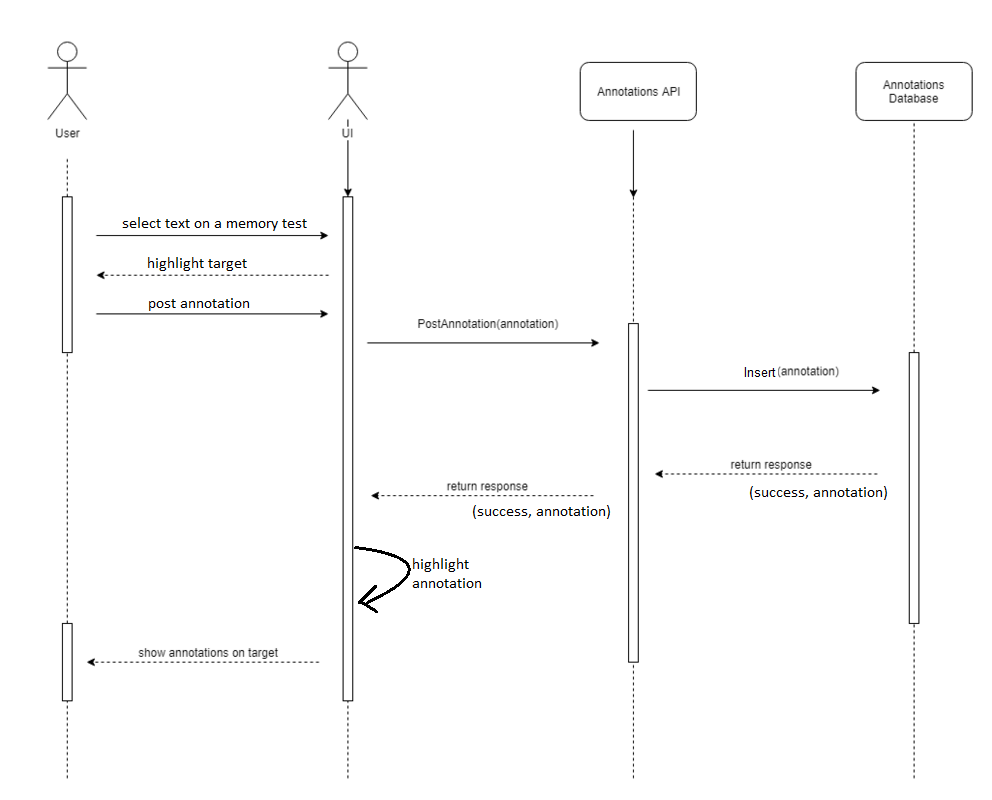 User
UI
Annotations API
Annotations
Database
select text on a memory test
highlight target
post annotation
PostAnnotation(annotation)
Insert(annotation)
return response
(success, annotation)
return response
(success, annotation)
highlight
annotation
show annotations on target